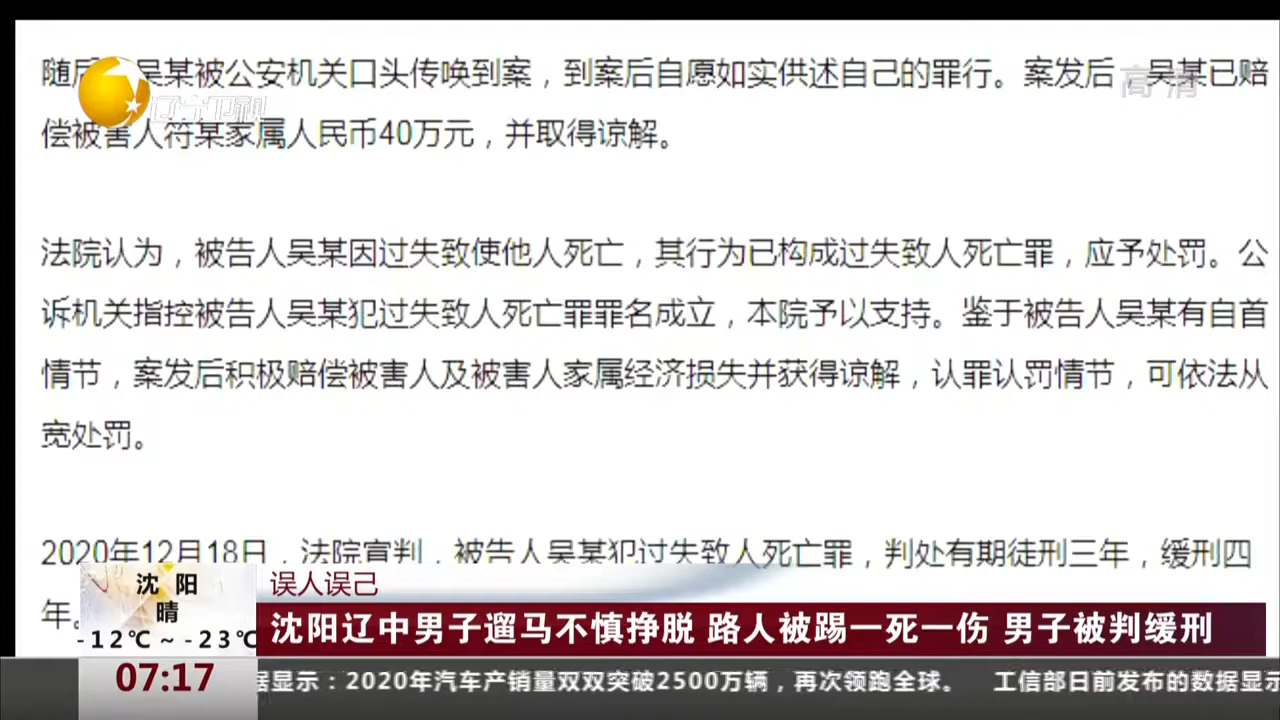 随后，吴某被公安机关口头传唤到案，到案后自愿如实供述自己的罪行。案发后，吴某已赔
偿被害人符某家属人民币40万元，并取得谅解。
辽宁卫视
高清
法院认为，被告人吴某因过失致使他人死亡，其行为已构成过失致人死亡罪，应予处罚。公
诉机关指控被告人吴某犯过失致人死亡罪罪名成立，本院予以支持。鉴于被告人吴某有自首
情节，案发后积极赔偿被害人及被害人家属经济损失并获得谅解，认罪认罚情节，可依法从
宽处罚。
2020年12月18日，法院宣判，被告人吴某犯过失致人死亡罪，判处有期徒刑三年，缓刑四
年。
沈阳
晴
-12℃~-23℃
误人误己
沈阳辽中男子遛马不慎挣脱 路人被踢一死一伤 男子被判缓刑
07:17
据显示：2020年汽车产销量双双突破2500万辆，再次领跑全球。 工信部日前发布的数据显示